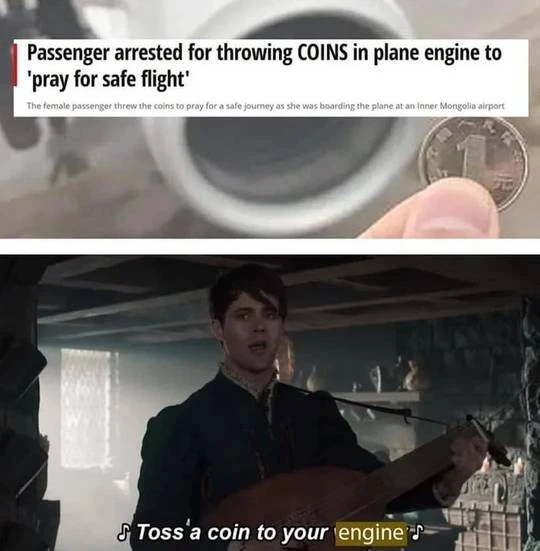 Passenger arrested for throwing COINS in plane engine to
'pray for safe flight'
The female passenger threw the coins to pray for a safe journey as she was boarding the plane at an Inner Mongolia airport
1
元
♪ Toss a coin to your engine ♪